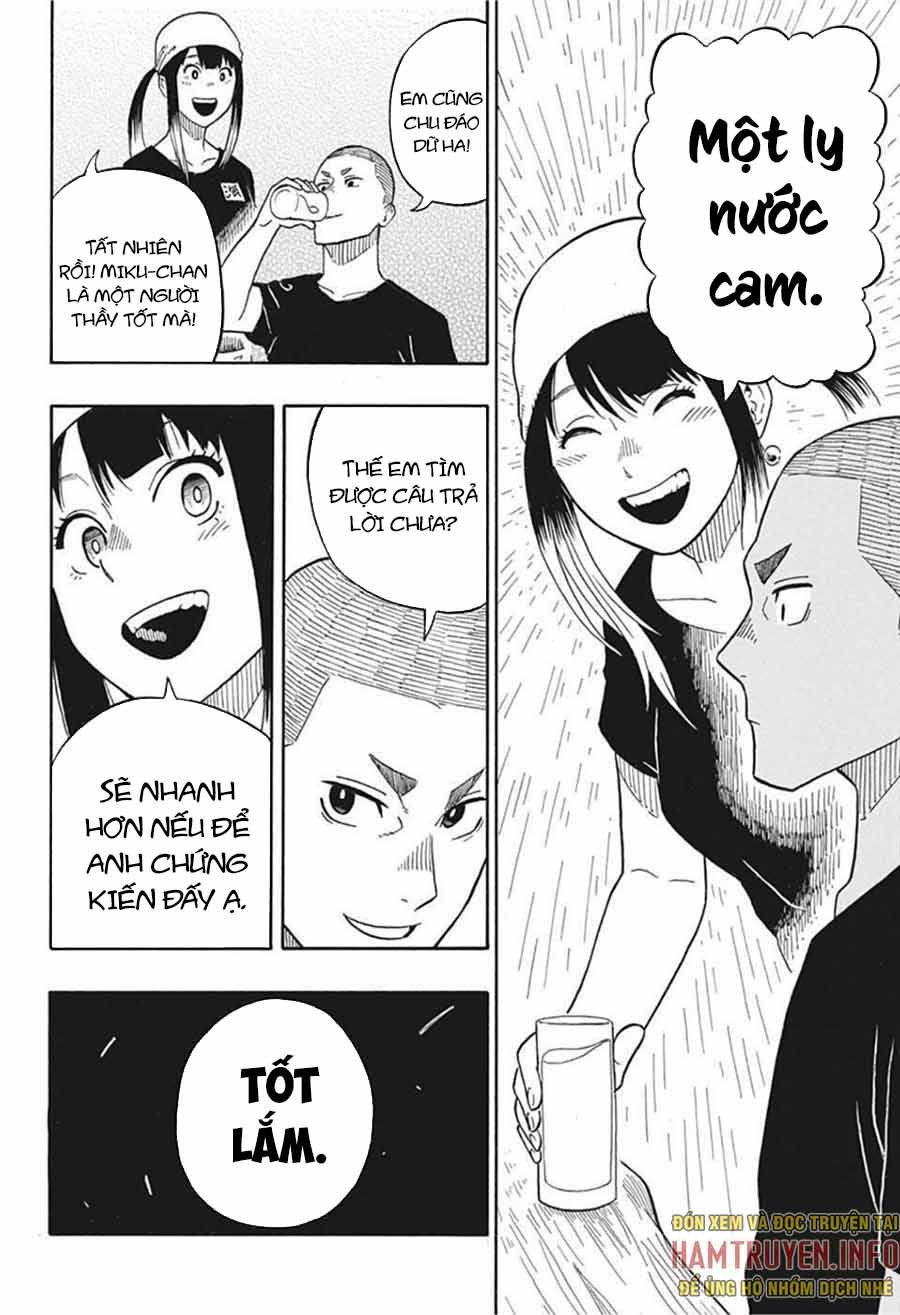 Một ly
nước
cam.
EM CŨNG
CHU ĐÁO
DỮ HA!
TẤT NHIÊN
RỒI! MIKU-CHAN
LÀ MỘT NGƯỜI
THẦY TỐT MÀ!
THẾ EM TÌM
ĐƯỢC CÂU TRẢ
LỜI CHƯA?
SẼ NHANH
HƠN NẾU ĐỂ
ANH CHỨNG
KIẾN ĐẤY Ạ.
TỐT
LẮM.
ĐÓN XEM VÀ ĐỌC TRUYỆN TẠI
HAMTRUYEN.INFO
ĐỂ ỦNG HỘ NHÓM DỊCH NHÉ